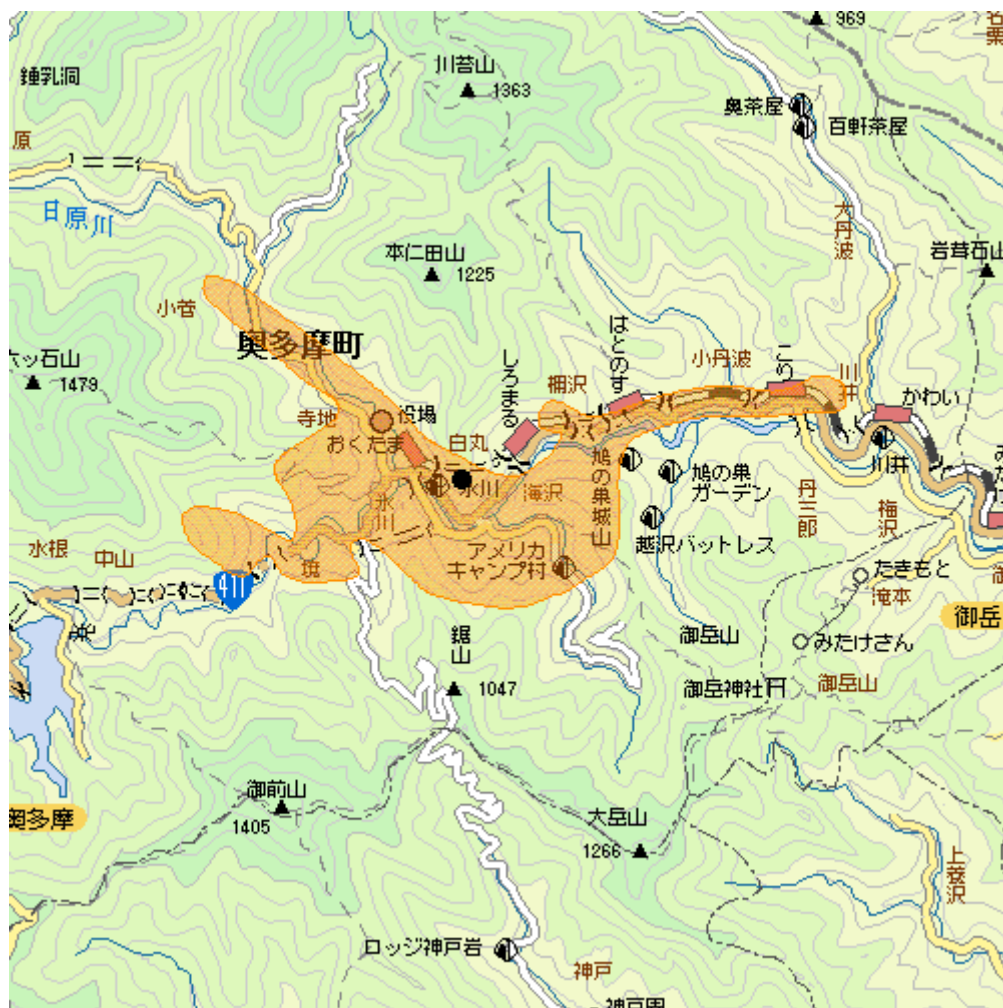 969
鍾乳洞
川苔山
1363
奥茶屋
百軒茶屋
原
日原川
大丹波
本仁田山
1225
岩茸石山
小菅
奥多摩町
六ッ石山
1479
はとのす
しろまる
小丹波
こり
川井
棚沢
寺地
役場
おくたま
白丸
かわい
川井
氷川
氷川
滝沢
鳩の巣城山
鳩の巣
ガーデン
丹三郎
梅沢
越沢バットレス
水根
中山
境
アメリカ
キャンプ村
411
たきもと
滝本
御岳
鋸山
1047
御岳山
みたけさん
御岳神社
御岳山
御前山
1405
奥多摩
大岳山
1266
上養沢
ロッジ神戸岩
神戸